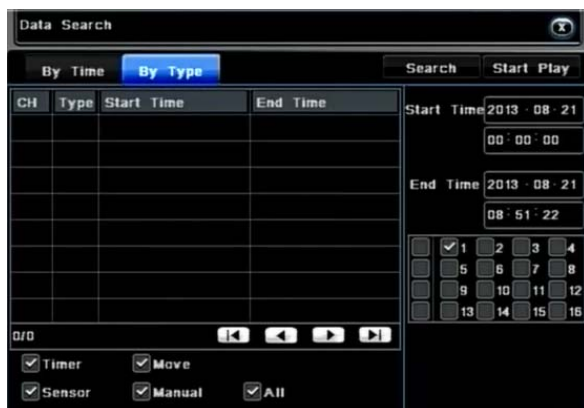 Data Search
By Time By Type Search Start Play
CH Type Start Time End Time
Start Time 2013 - 08 - 21
00 : 00 : 00
End Time 2013 - 08 - 21
08 : 51 : 22
1 2 3 4
5 6 7 8
9 10 11 12
13 14 15 16
0/0
Timer Move
Sensor Manual All